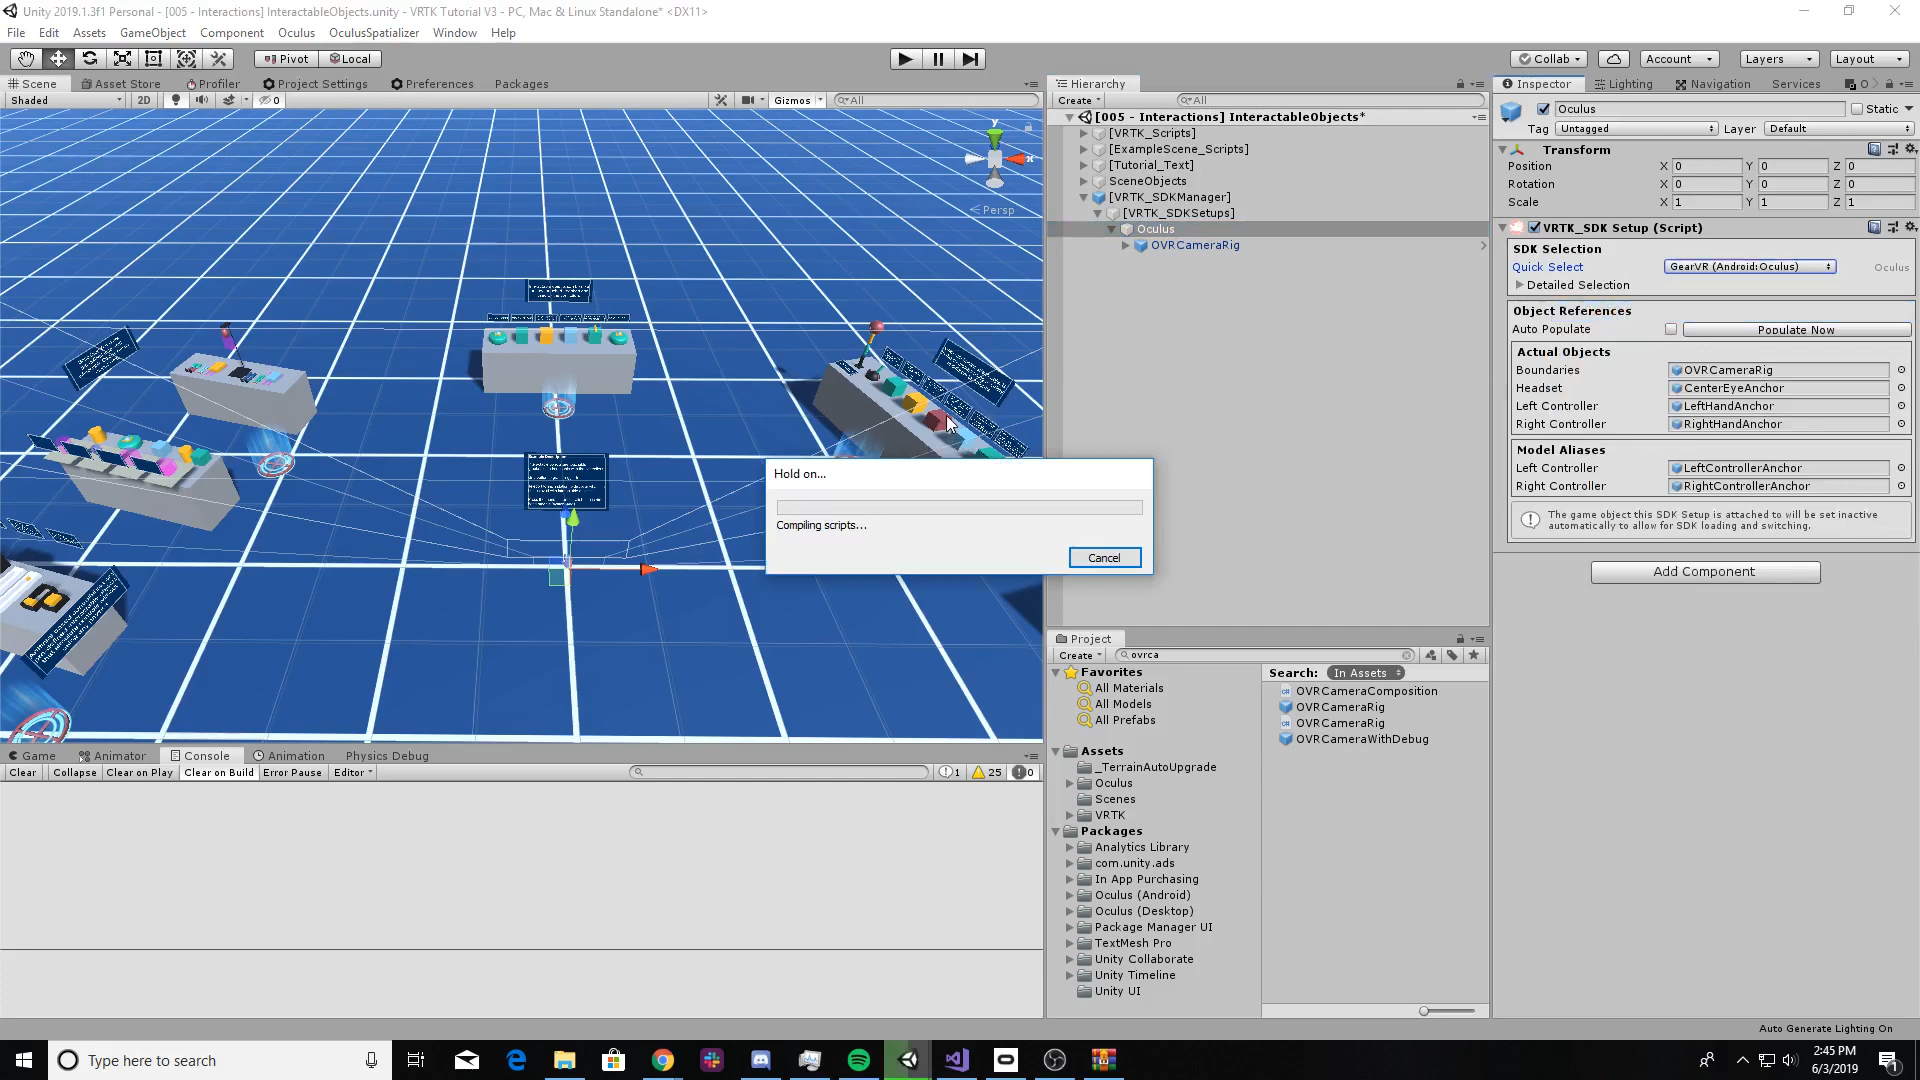 Unity 2019.1.3f1 Personal - [005 - Interactions] InteractableObjects.unity - VRTK Tutorial V3 - PC, Mac & Linux Standalone* <DX11>
File Edit Assets GameObject Component Oculus OculusSpatializer Window Help
Pivot Local Collab Account Layers Layout
Scene Asset Store Profiler Project Settings Preferences Packages
Shaded 2D 0 Gizmos All
y
x
Persp
Hierarchy
Create All
[005 - Interactions] InteractableObjects*
[VRTK_Scripts]
[ExampleScene_Scripts]
[Tutorial_Text]
SceneObjects
[VRTK_SDKManager]
[VRTK_SDKSetups]
Oculus
OVRCameraRig
Inspector Lighting Navigation Services
Oculus Static
Tag Untagged Layer Default
Transform
Position X 0 Y 0 Z 0
Rotation X 0 Y 0 Z 0
Scale X 1 Y 1 Z 1
VRTK_SDK Setup (Script)
SDK Selection
Quick Select GearVR (Android:Oculus) Oculus
Detailed Selection
Object References
Auto Populate Populate Now
Actual Objects
Boundaries OVRCameraRig
Headset CenterEyeAnchor
Left Controller LeftHandAnchor
Right Controller RightHandAnchor
Model Aliases
Left Controller LeftControllerAnchor
Right Controller RightControllerAnchor
The game object this SDK Setup is attached to will be set inactive
automatically to allow for SDK loading and switching.
Add Component
Hold on...
Compiling scripts...
Cancel
Project
Create ovrca
Favorites
All Materials
All Models
All Prefabs
Assets
_TerrainAutoUpgrade
Oculus
Scenes
VRTK
Packages
Analytics Library
com.unity.ads
In App Purchasing
Oculus (Android)
Oculus (Desktop)
Package Manager UI
TextMesh Pro
Unity Collaborate
Unity Timeline
Unity UI
Search: In Assets
OVRCameraComposition
OVRCameraRig
OVRCameraRig
OVRCameraWithDebug
Game Animator Console Animation Physics Debug
Clear Collapse Clear on Play Clear on Build Error Pause Editor 1 25 0
Auto Generate Lighting On
Type here to search
2:45 PM
6/3/2019
1